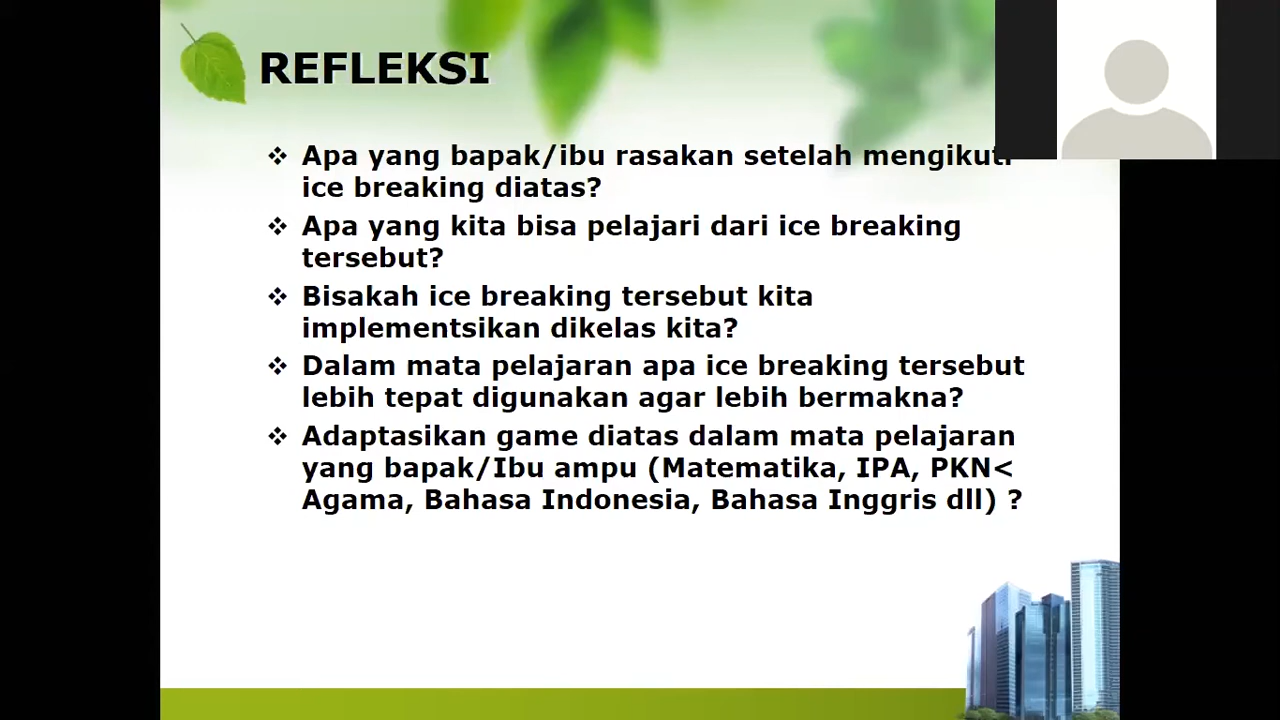 REFLEKSI
❖ Apa yang bapak/ibu rasakan setelah mengikuti
ice breaking diatas?
❖ Apa yang kita bisa pelajari dari ice breaking
tersebut?
❖ Bisakah ice breaking tersebut kita
implementsikan dikelas kita?
❖ Dalam mata pelajaran apa ice breaking tersebut
lebih tepat digunakan agar lebih bermakna?
❖ Adaptasikan game diatas dalam mata pelajaran
yang bapak/Ibu ampu (Matematika, IPA, PKN<
Agama, Bahasa Indonesia, Bahasa Inggris dll) ?